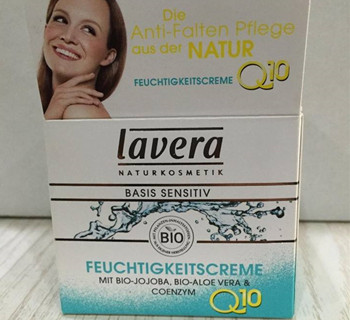 Die
Anti-Falten Pflege
aus der NATUR
FEUCHTIGKEITSCREME Q10
lavera
NATURKOSMETIK
BASIS SENSITIV
BIO
FEUCHTIGKEITSCREME
MIT BIO-JOJOBA, BIO-ALOE VERA &
COENZYM Q10